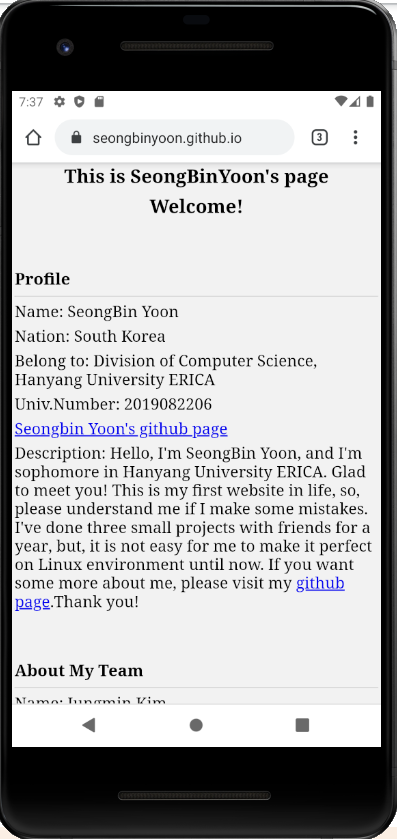 7:37
seongbinyoon.github.io
3
This is SeongBinYoon's page
Welcome!
Profile
Name: SeongBin Yoon
Nation: South Korea
Belong to: Division of Computer Science,
Hanyang University ERICA
Univ.Number: 2019082206
Seongbin Yoon's github page
Description: Hello, I'm SeongBin Yoon, and I'm
sophomore in Hanyang University ERICA. Glad
to meet you! This is my first website in life, so,
please understand me if I make some mistakes.
I've done three small projects with friends for a
year, but, it is not easy for me to make it perfect
on Linux environment until now. If you want
some more about me, please visit my github
page.Thank you!
About My Team
Name: Jungmin Kim